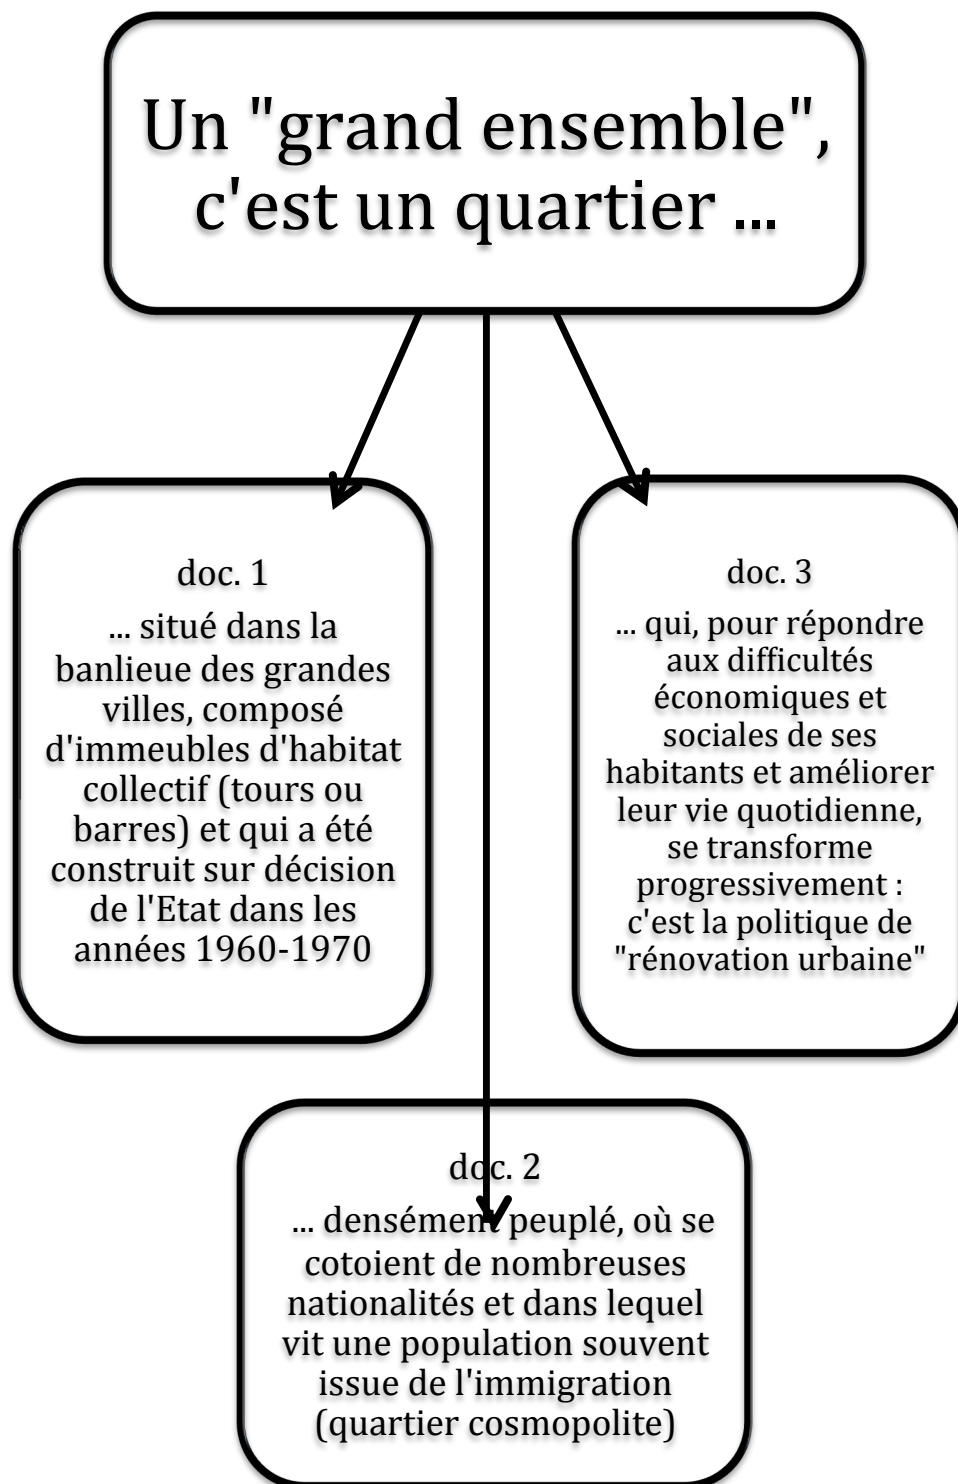 Un "grand ensemble",
c'est un quartier ...
doc. 1
... situé dans la
banlieue des grandes
villes, composé
d'immeubles d'habitat
collectif (tours ou
barres) et qui a été
construit sur décision
de l'Etat dans les
années 1960-1970
doc. 3
... qui, pour répondre
aux difficultés
économiques et
sociales de ses
habitants et améliorer
leur vie quotidienne,
se transforme
progressivement :
c'est la politique de
"rénovation urbaine"
doc. 2
... densément peuplé, où se
cotoient de nombreuses
nationalités et dans lequel
vit une population souvent
issue de l'immigration
(quartier cosmopolite)